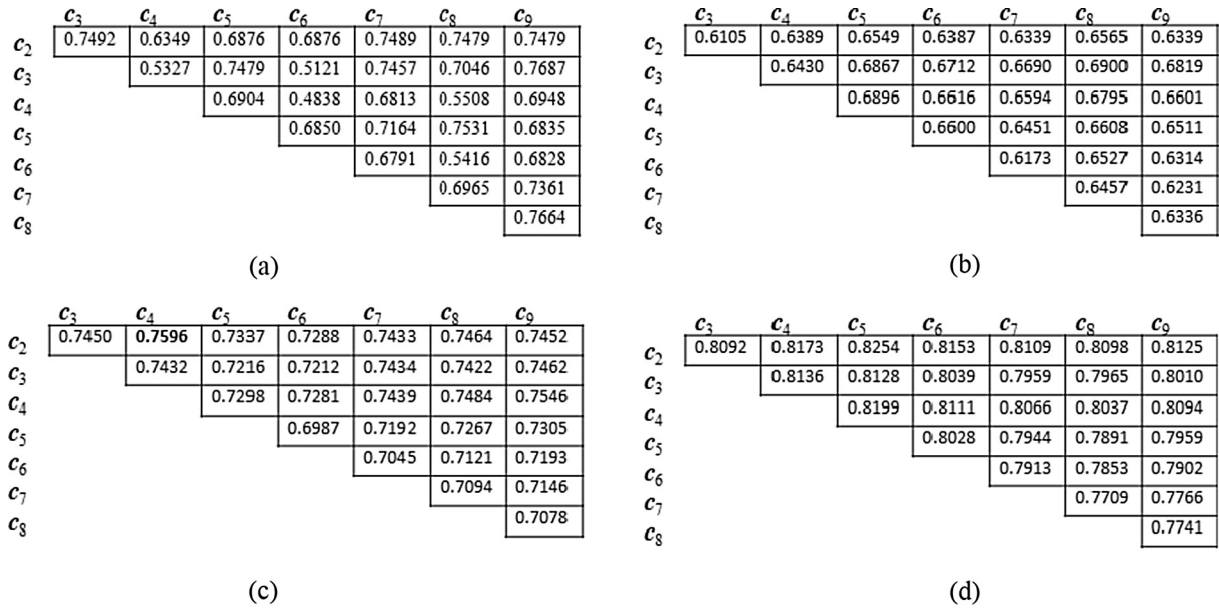 c3 c4 c5 c6 c7 c8 c9
c2 0.7492 0.6349 0.6876 0.6876 0.7489 0.7479 0.7479
c3 0.5327 0.7479 0.5121 0.7457 0.7046 0.7687
c4 0.6904 0.4838 0.6813 0.5508 0.6948
c5 0.6850 0.7164 0.7531 0.6835
c6 0.6791 0.5416 0.6828
c7 0.6965 0.7361
c8 0.7664
(a)
c3 c4 c5 c6 c7 c8 c9
c2 0.6105 0.6389 0.6549 0.6387 0.6339 0.6565 0.6339
c3 0.6430 0.6867 0.6712 0.6690 0.6900 0.6819
c4 0.6896 0.6616 0.6594 0.6795 0.6601
c5 0.6600 0.6451 0.6608 0.6511
c6 0.6173 0.6527 0.6314
c7 0.6457 0.6231
c8 0.6336
(b)
c3 c4 c5 c6 c7 c8 c9
c2 0.7450 0.7596 0.7337 0.7288 0.7433 0.7464 0.7452
c3 0.7432 0.7216 0.7212 0.7434 0.7422 0.7462
c4 0.7298 0.7281 0.7439 0.7484 0.7546
c5 0.6987 0.7192 0.7267 0.7305
c6 0.7045 0.7121 0.7193
c7 0.7094 0.7146
c8 0.7078
(c)
c3 c4 c5 c6 c7 c8 c9
c2 0.8092 0.8173 0.8254 0.8153 0.8109 0.8098 0.8125
c3 0.8136 0.8128 0.8039 0.7959 0.7965 0.8010
c4 0.8199 0.8111 0.8066 0.8037 0.8094
c5 0.8028 0.7944 0.7891 0.7959
c6 0.7913 0.7853 0.7902
c7 0.7709 0.7766
c8 0.7741
(d)